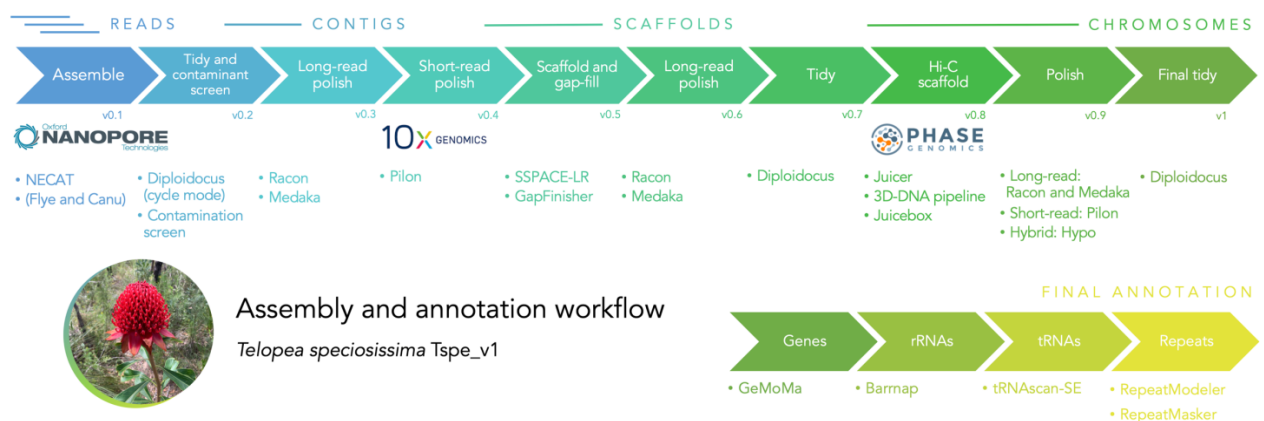 READS
CONTIGS
SCAFFOLDS
CHROMOSOMES
Assemble
Tidy and
contaminant
screen
Long-read
polish
Short-read
polish
Scaffold and
gap-fill
Long-read
polish
Tidy
Hi-C
scaffold
Polish
Final tidy
v0.1
v0.2
v0.3
v0.4
v0.5
v0.6
v0.7
v0.8
v0.9
v1
Oxford
NANOPORE
Technologies
10x GENOMICS
PHASE
GENOMICS
• NECAT
• (Flye and Canu)
• Diploidocus
(cycle mode)
• Contamination
screen
• Racon
• Medaka
• Pilon
• SSPACE-LR
• GapFinisher
• Racon
• Medaka
• Diploidocus
• Juicer
• 3D-DNA pipeline
• Juicebox
• Long-read:
Racon and Medaka
• Short-read: Pilon
• Hybrid: Hypo
• Diploidocus
Assembly and annotation workflow
Telopea speciosissima Tspe_v1
FINAL ANNOTATION
Genes
rRNAs
tRNAs
Repeats
• GeMoMa
• Barrnap
• tRNAscan-SE
• RepeatModeler
• RepeatMasker